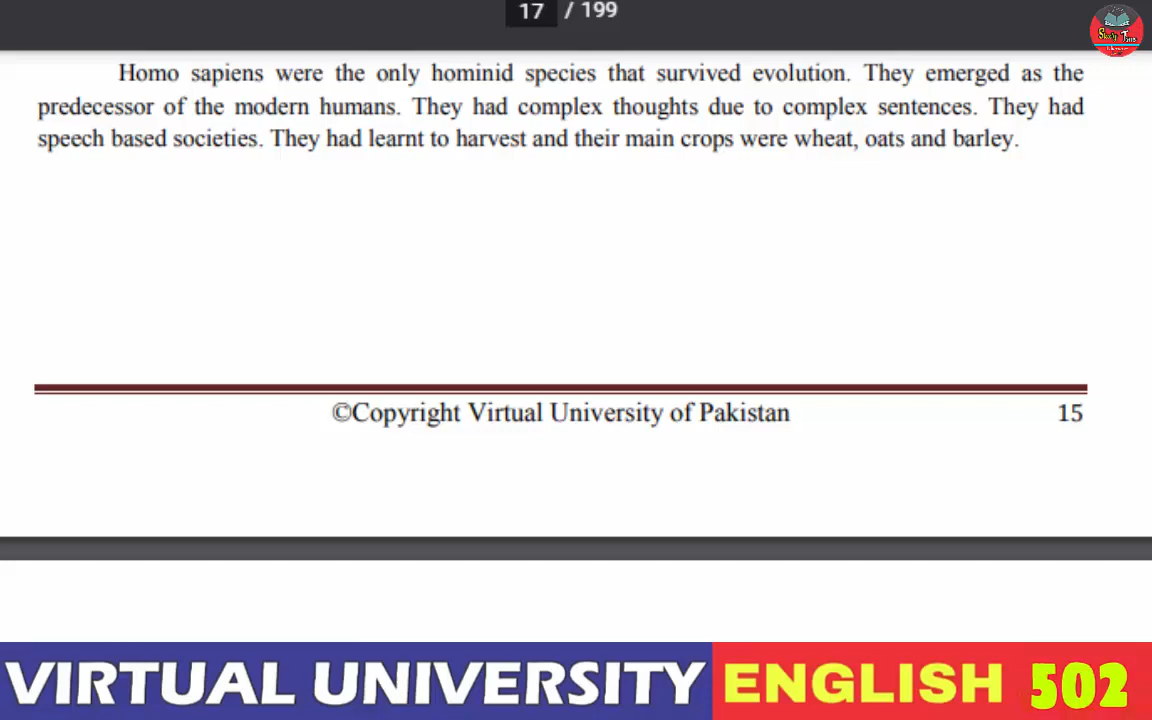 17 / 199
Homo sapiens were the only hominid species that survived evolution. They emerged as the
predecessor of the modern humans. They had complex thoughts due to complex sentences. They had
speech based societies. They had learnt to harvest and their main crops were wheat, oats and barley.
©Copyright Virtual University of Pakistan 15
VIRTUAL UNIVERSITY ENGLISH 502